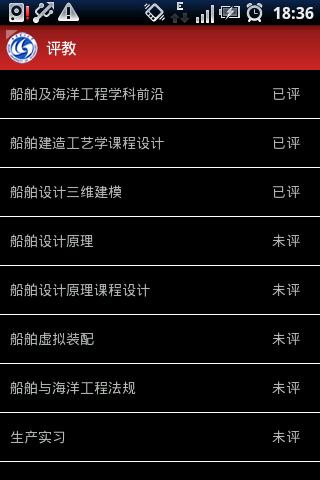 E 18:36
评教
船舶及海洋工程学科前沿 已评
船舶建造工艺学课程设计 已评
船舶设计三维建模 已评
船舶设计原理 未评
船舶设计原理课程设计 未评
船舶虚拟装配 未评
船舶与海洋工程法规 未评
生产实习 未评